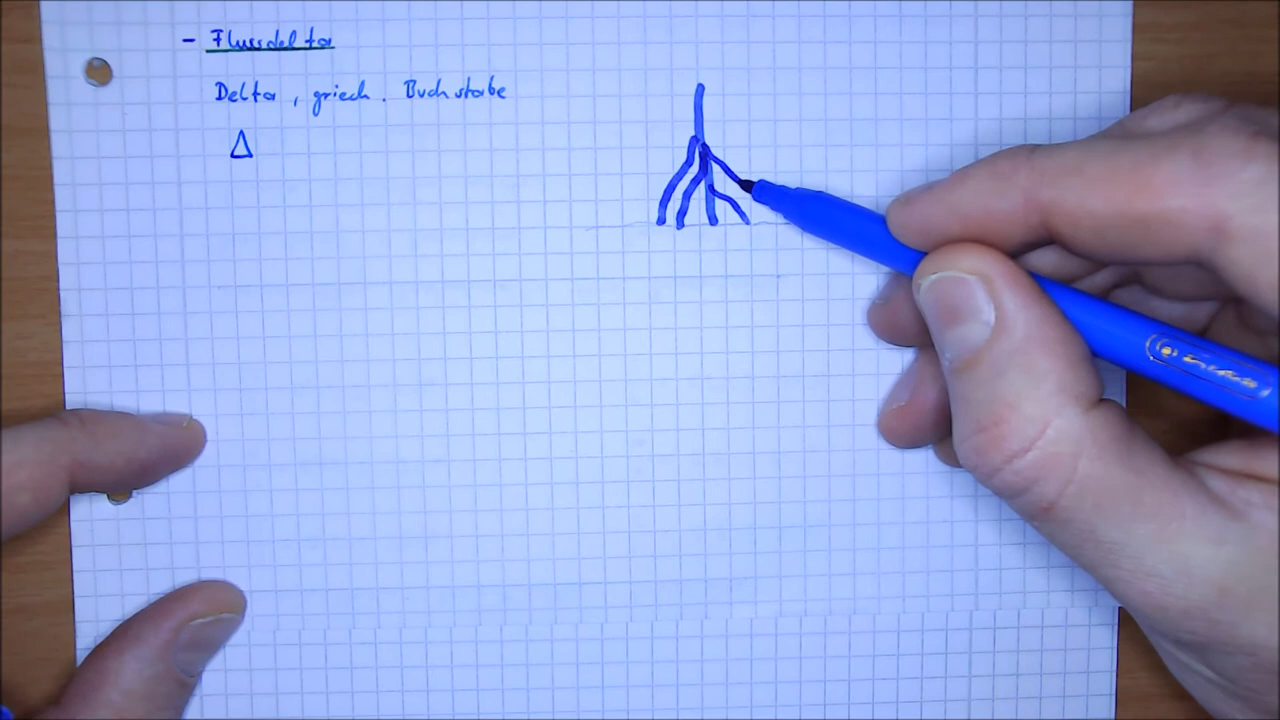 - Flussdelta
Delta, griech. Buchstabe
Δ